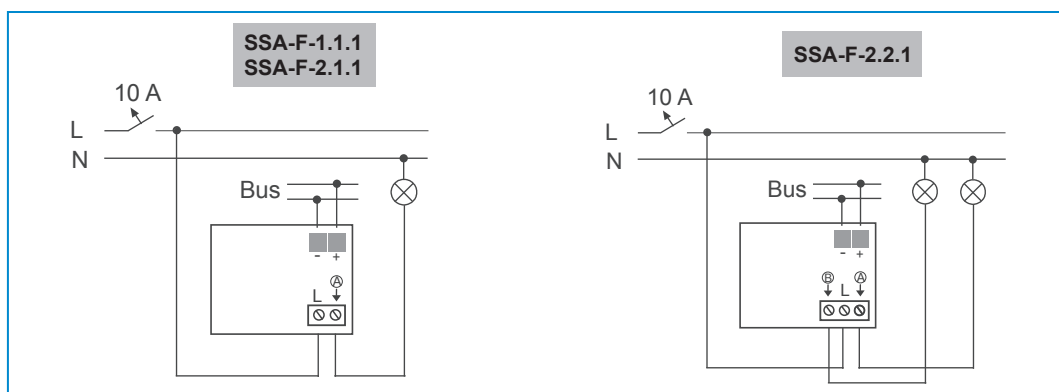 SSA-F-1.1.1
SSA-F-2.1.1
10 A
L
N
Bus
- +
A
L
SSA-F-2.2.1
10 A
L
N
Bus
- +
B A
L